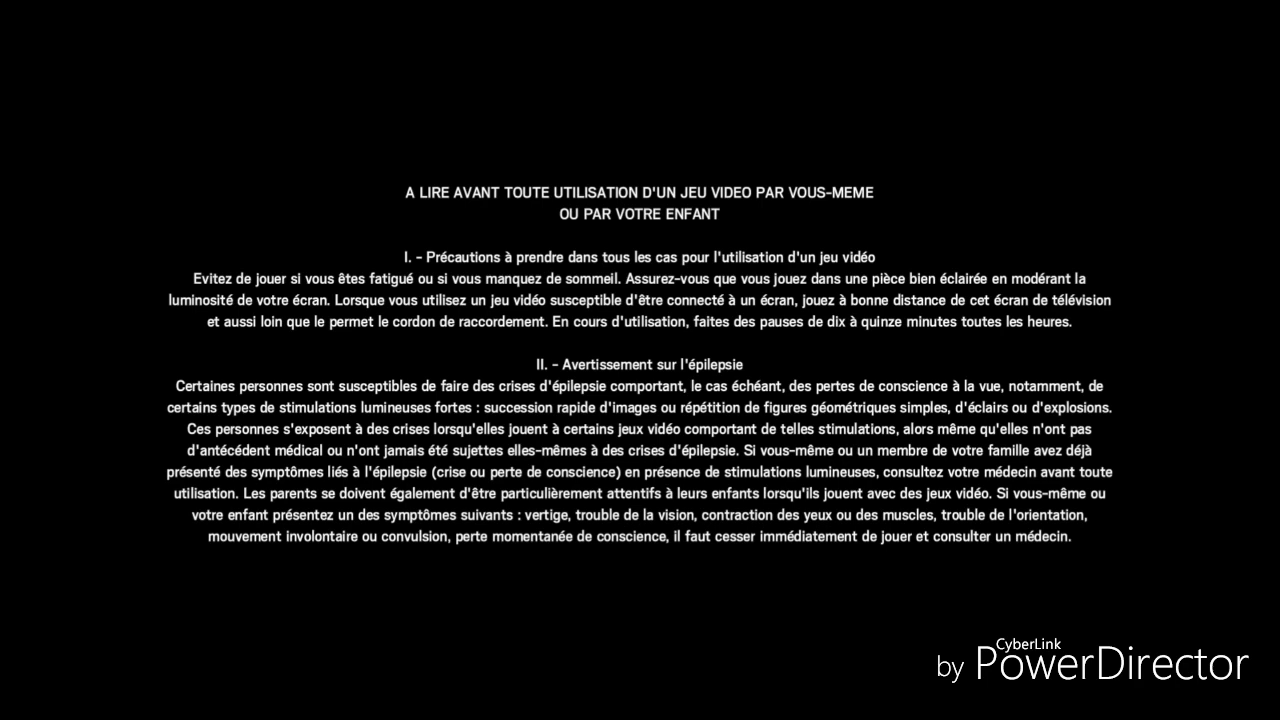 A LIRE AVANT TOUTE UTILISATION D'UN JEU VIDEO PAR VOUS-MEME
OU PAR VOTRE ENFANT
I. - Précautions à prendre dans tous les cas pour l'utilisation d'un jeu vidéo
Evitez de jouer si vous êtes fatigué ou si vous manquez de sommeil. Assurez-vous que vous jouez dans une pièce bien éclairée en modérant la
luminosité de votre écran. Lorsque vous utilisez un jeu vidéo susceptible d'être connecté à un écran, jouez à bonne distance de cet écran de télévision
et aussi loin que le permet le cordon de raccordement. En cours d'utilisation, faites des pauses de dix à quinze minutes toutes les heures.
II. - Avertissement sur l'épilepsie
Certaines personnes sont susceptibles de faire des crises d'épilepsie comportant, le cas échéant, des pertes de conscience à la vue, notamment, de
certains types de stimulations lumineuses fortes : succession rapide d'images ou répétition de figures géométriques simples, d'éclairs ou d'explosions.
Ces personnes s'exposent à des crises lorsqu'elles jouent à certains jeux vidéo comportant de telles stimulations, alors même qu'elles n'ont pas
d'antécédent médical ou n'ont jamais été sujettes elles-mêmes à des crises d'épilepsie. Si vous-même ou un membre de votre famille avez déjà
présenté des symptômes liés à l'épilepsie (crise ou perte de conscience) en présence de stimulations lumineuses, consultez votre médecin avant toute
utilisation. Les parents se doivent également d'être particulièrement attentifs à leurs enfants lorsqu'ils jouent avec des jeux vidéo. Si vous-même ou
votre enfant présentez un des symptômes suivants : vertige, trouble de la vision, contraction des yeux ou des muscles, trouble de l'orientation,
mouvement involontaire ou convulsion, perte momentanée de conscience, il faut cesser immédiatement de jouer et consulter un médecin.
CyberLink
by PowerDirector